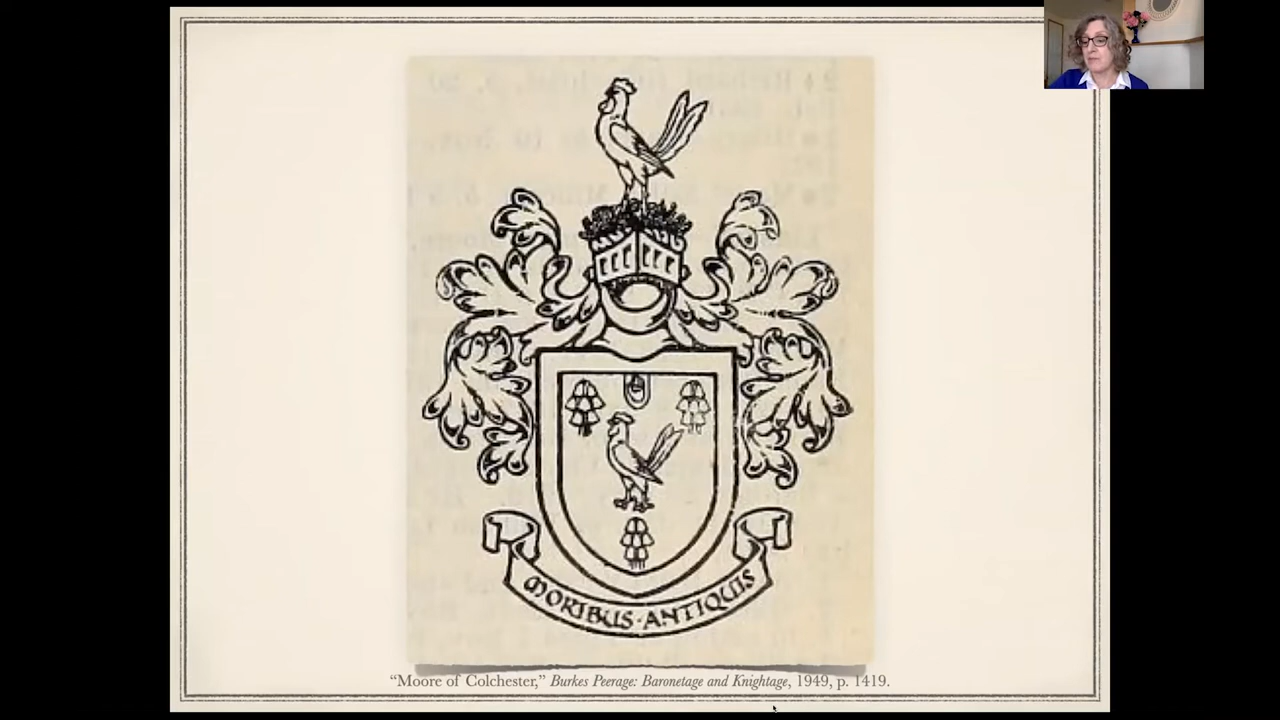 MORIBUS·ANTIQUIS
“Moore of Colchester,” Burkes Peerage: Baronetage and Knightage, 1949, p. 1419.